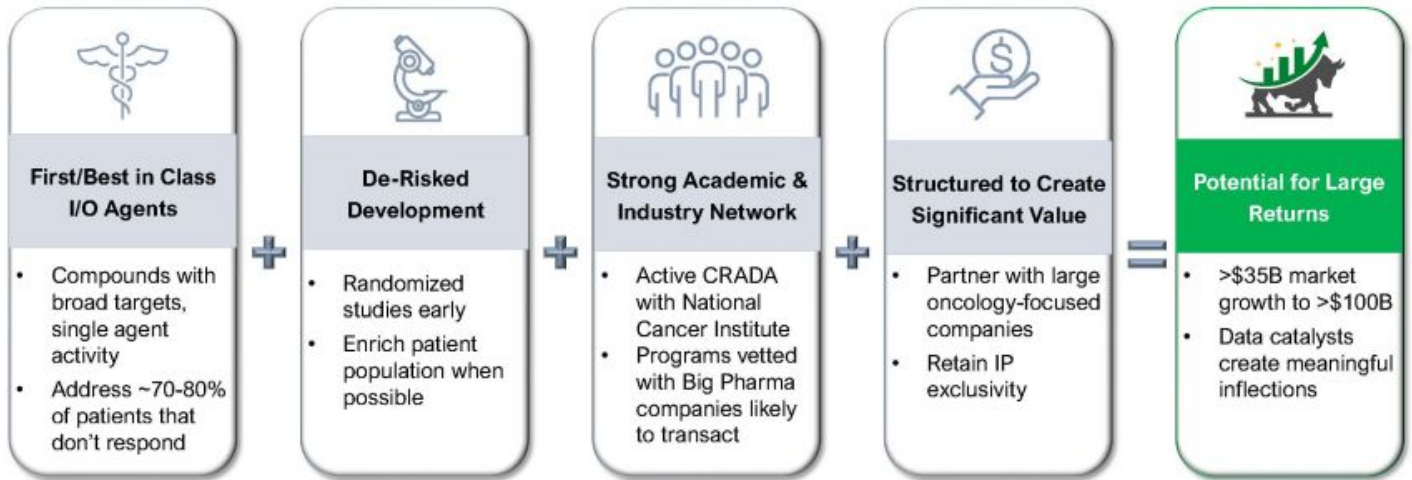 First/Best in Class
I/O Agents
• Compounds with
broad targets,
single agent
activity
• Address ~70-80%
of patients that
don't respond
+
De-Risked
Development
• Randomized
studies early
• Enrich patient
population when
possible
+
Strong Academic &
Industry Network
• Active CRADA
with National
Cancer Institute
• Programs vetted
with Big Pharma
companies likely
to transact
+
$
Structured to Create
Significant Value
• Partner with large
oncology-focused
companies
• Retain IP
exclusivity
=
Potential for Large
Returns
• >$35B market
growth to >$100B
• Data catalysts
create meaningful
inflections